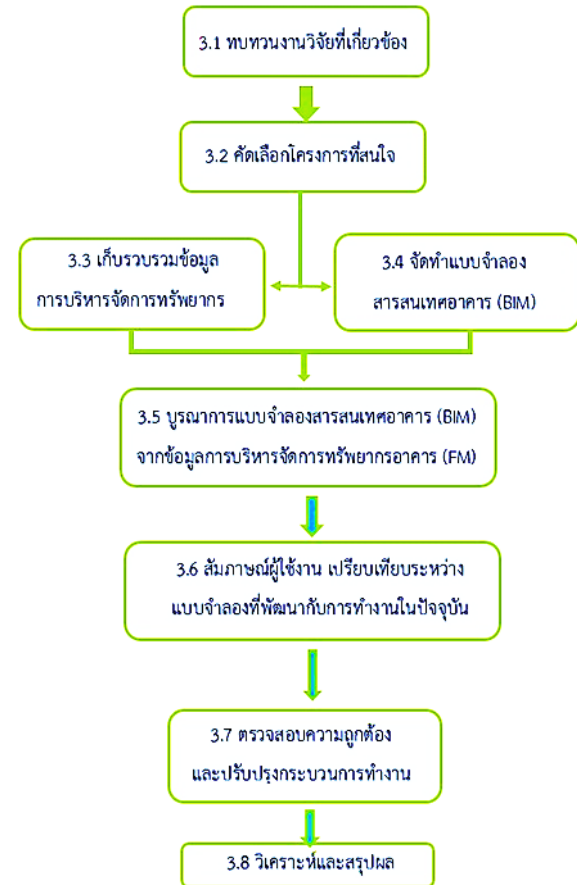 3.1 ทบทวนงานวิจัยที่เกี่ยวข้อง
3.2 คัดเลือกโครงการที่สนใจ
3.3 เก็บรวบรวมข้อมูล
การบริหารจัดการทรัพยากร
3.4 จัดทำแบบจำลอง
สารสนเทศอาคาร (BIM)
3.5 บูรณาการแบบจำลองสารสนเทศอาคาร (BIM)
จากข้อมูลการบริหารจัดการทรัพยากรอาคาร (FM)
3.6 สัมภาษณ์ผู้ใช้งาน เปรียบเทียบระหว่าง
แบบจำลองที่พัฒนากับการทำงานในปัจจุบัน
3.7 ตรวจสอบความถูกต้อง
และปรับปรุงกระบวนการทำงาน
3.8 วิเคราะห์และสรุปผล